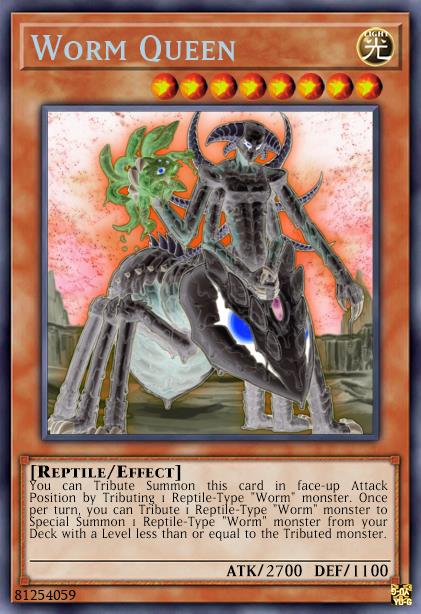 Worm Queen
LIGHT
光
[Reptile/Effect]
You can Tribute Summon this card in face-up Attack
Position by Tributing 1 Reptile-Type "Worm" monster. Once
per turn, you can Tribute 1 Reptile-Type "Worm" monster to
Special Summon 1 Reptile-Type "Worm" monster from your
Deck with a Level less than or equal to the Tributed monster.
ATK/2700 DEF/1100
81254059